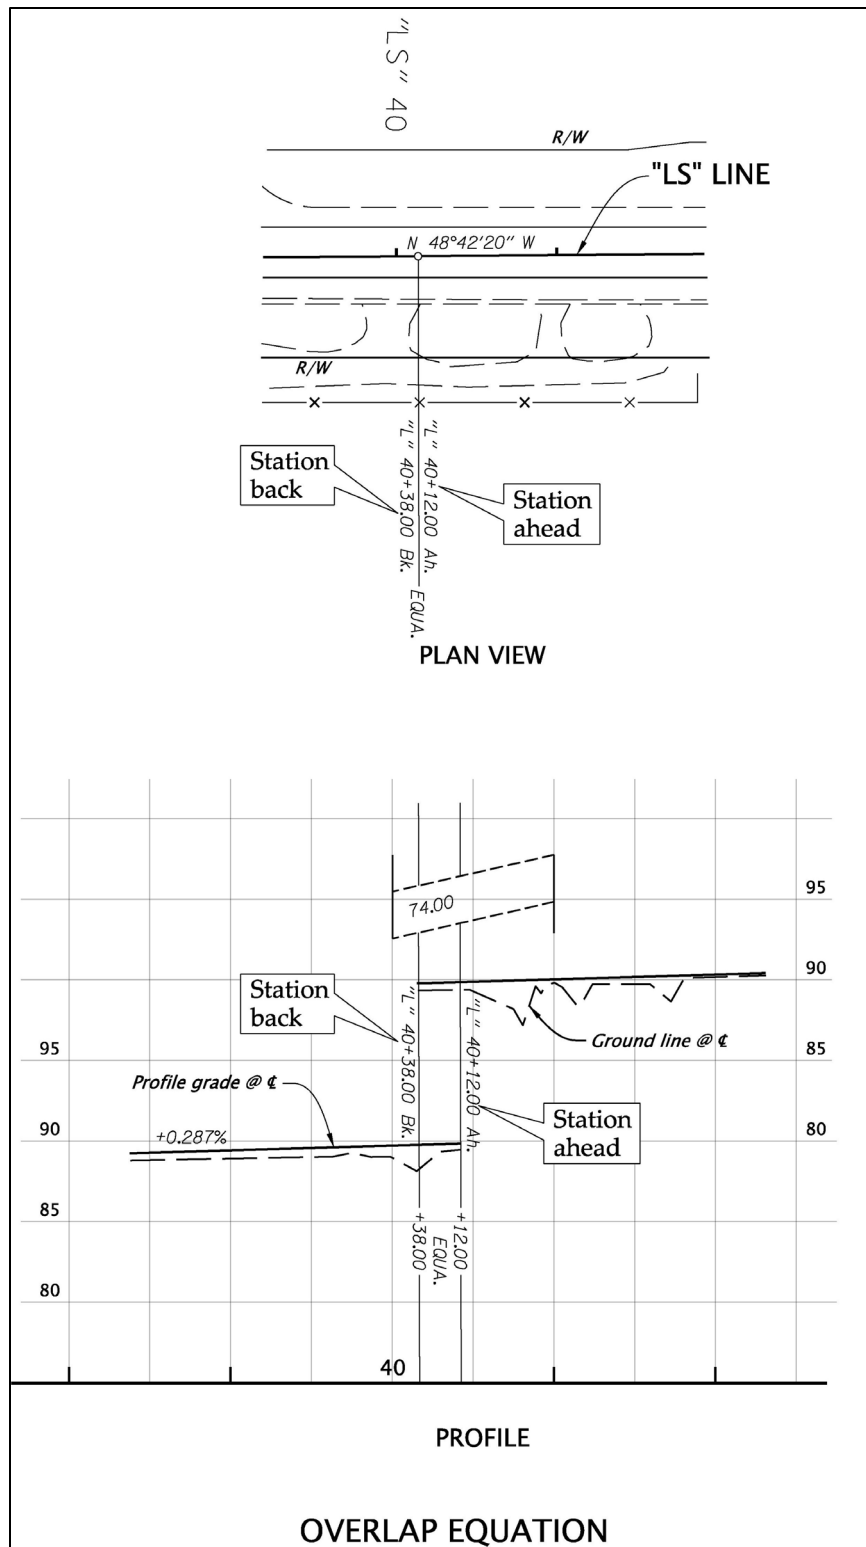 "LS" 40
R/W
"LS" LINE
N 48°42'20" W
R/W
"L" 40+12.00 Ah.
"L" 40+38.00 Bk.
EQUA.
Station
back
Station
ahead
PLAN VIEW
95
74.00
90
Station
back
"L" 40+38.00 Bk.
"L" 40+12.00 Ah.
Ground line @ ℄
95
85
Profile grade @ ℄
Station
ahead
90
+0.287%
80
85
+12.00
EQUA.
+38.00
80
40
PROFILE
OVERLAP EQUATION